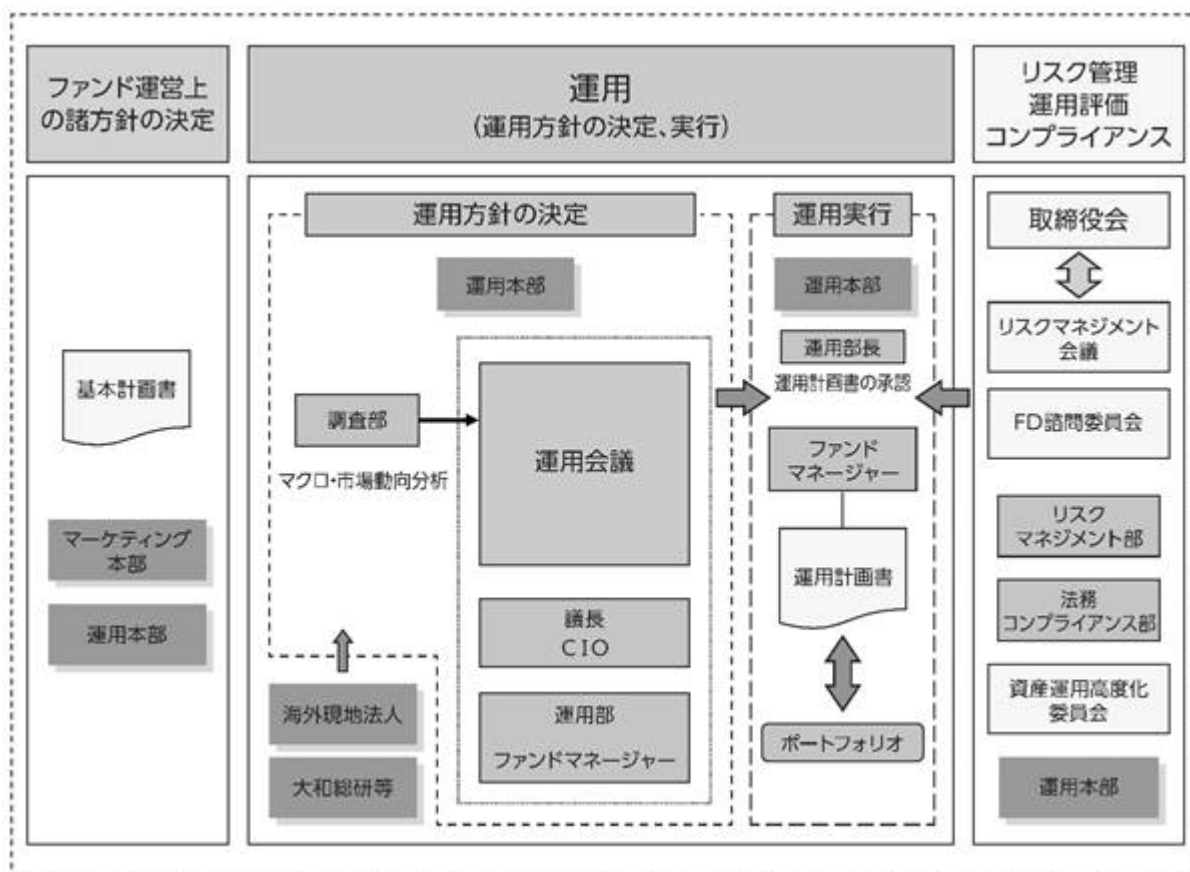 ファンド運営上
の諸方針の決定
基本計画書
マーケティング
本部
運用本部
運用
(運用方針の決定、実行)
運用方針の決定
運用本部
調査部
マクロ・市場動向分析
運用会議
議長
CIO
運用部
ファンドマネージャー
海外現地法人
大和総研等
運用実行
運用本部
運用部長
運用計画書の承認
ファンド
マネージャー
運用計画書
ポートフォリオ
リスク管理
運用評価
コンプライアンス
取締役会
リスクマネジメント
会議
FD諮問委員会
リスク
マネジメント部
法務
コンプライアンス部
資産運用高度化
委員会
運用本部